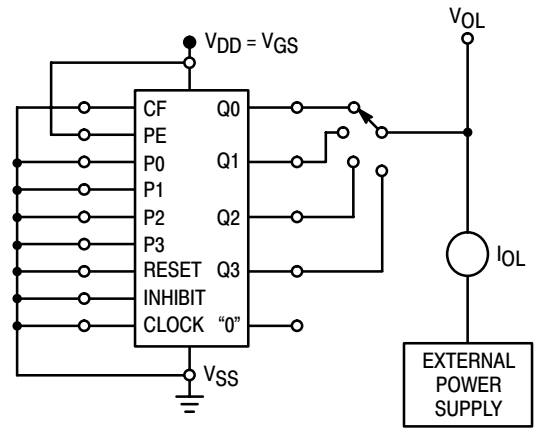 VOL
VDD = VGS
CF Q0
PE
P0 Q1
P1
P2 Q2
P3
RESET Q3
INHIBIT
CLOCK “0”
VSS
IOL
EXTERNAL
POWER
SUPPLY